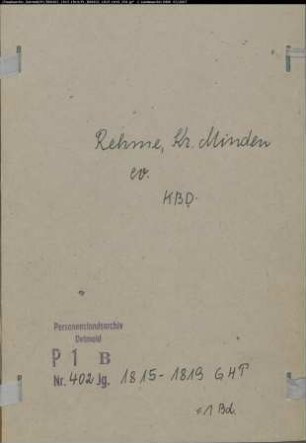 Rehme, Kr. Minden
ev.
KBD.
Personenstandsarchiv
Detmold
P 1 B
Nr. 402 Jg. 1815-1819 GHT
1 Bd.